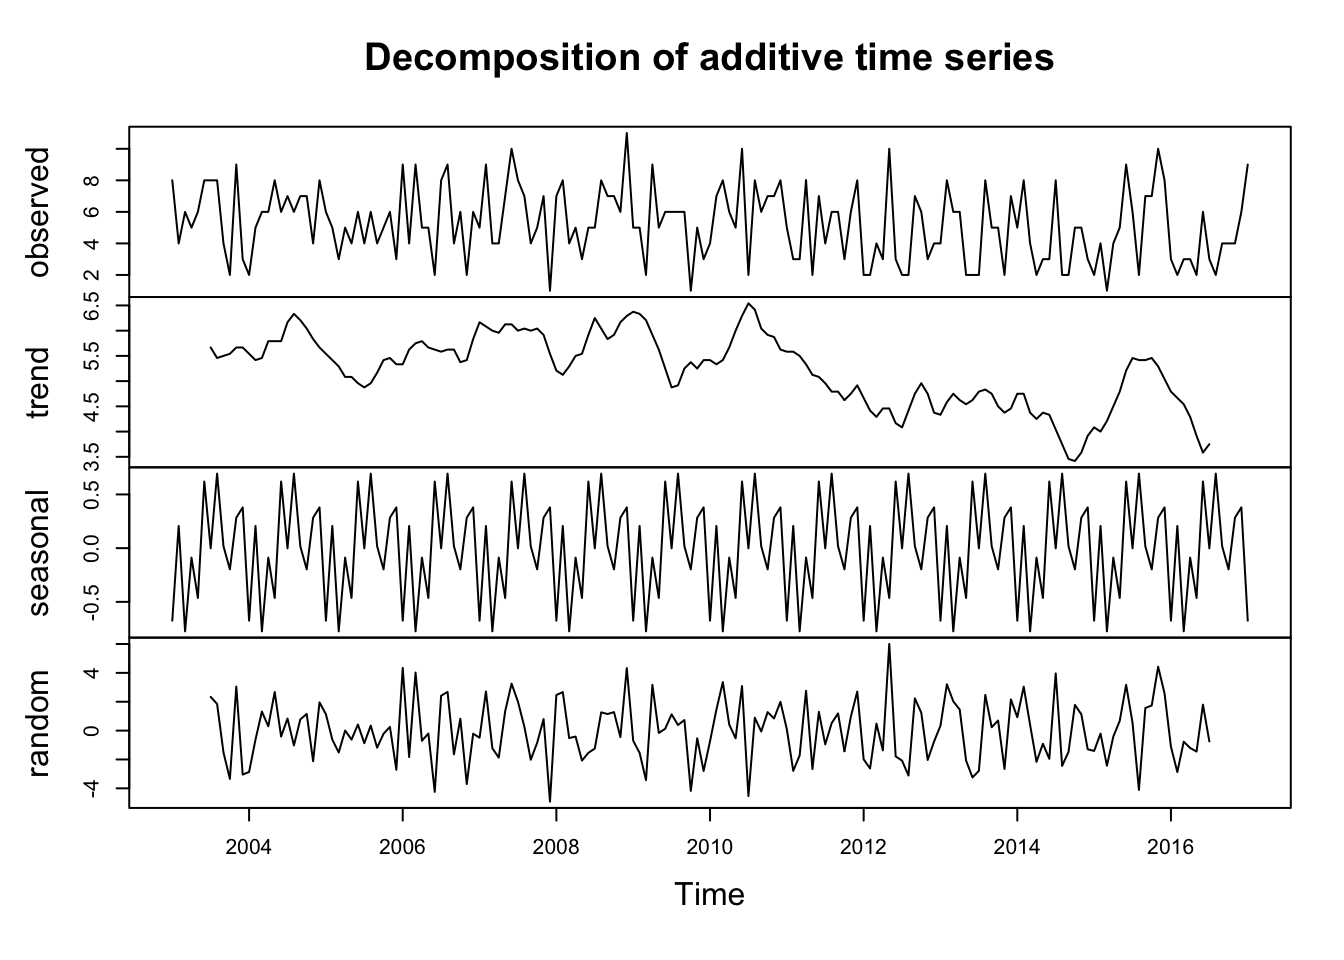 Decomposition of additive time series
observed
2 4 6 8
trend
3.5 4.5 5.5 6.5
seasonal
-0.5 0.0 0.5
random
-4 0 4
2004 2006 2008 2010 2012 2014 2016
Time